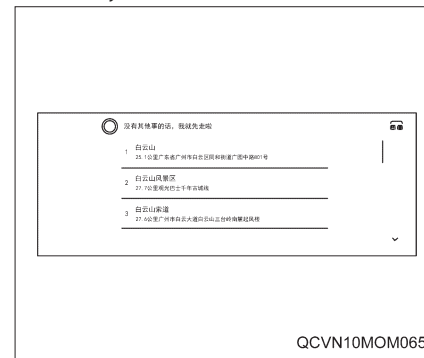 没有其他事的话，我就先走啦
1 白云山
25.1公里广东省广州市白云区同和街道广园中路801号
2 白云山风景区
27.7公里观光巴士千年古城线
3 白云山索道
27.6公里广州市白云大道白云山三台岭南麓起风榜
QCVN10MOM065